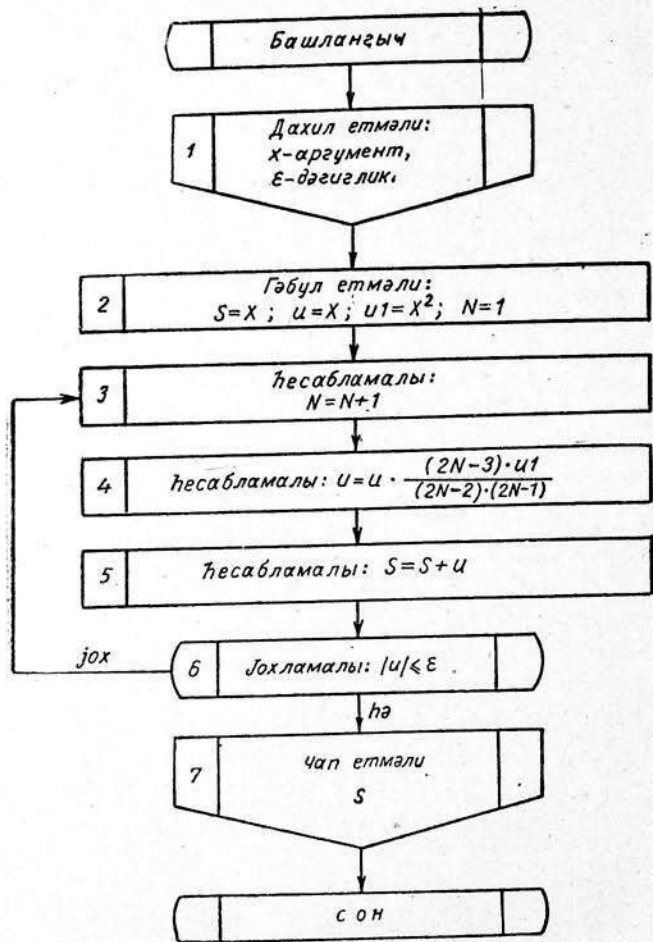 Башланғыч
1
Дахил етмәли:
x-аргумент,
ε-дәгиглик.
2
Гәбул етмәли:
S=X ; u=X; u1=X²; N=1
3
Һесабламалы:
N=N+1
4
Һесабламалы: u=u · (2N-3)·u1 / (2N-2)·(2N-1)
5
Һесабламалы: S=S+u
jox
6
Јохламалы: |u|⩽ε
һә
7
Чап етмәли
S
сон